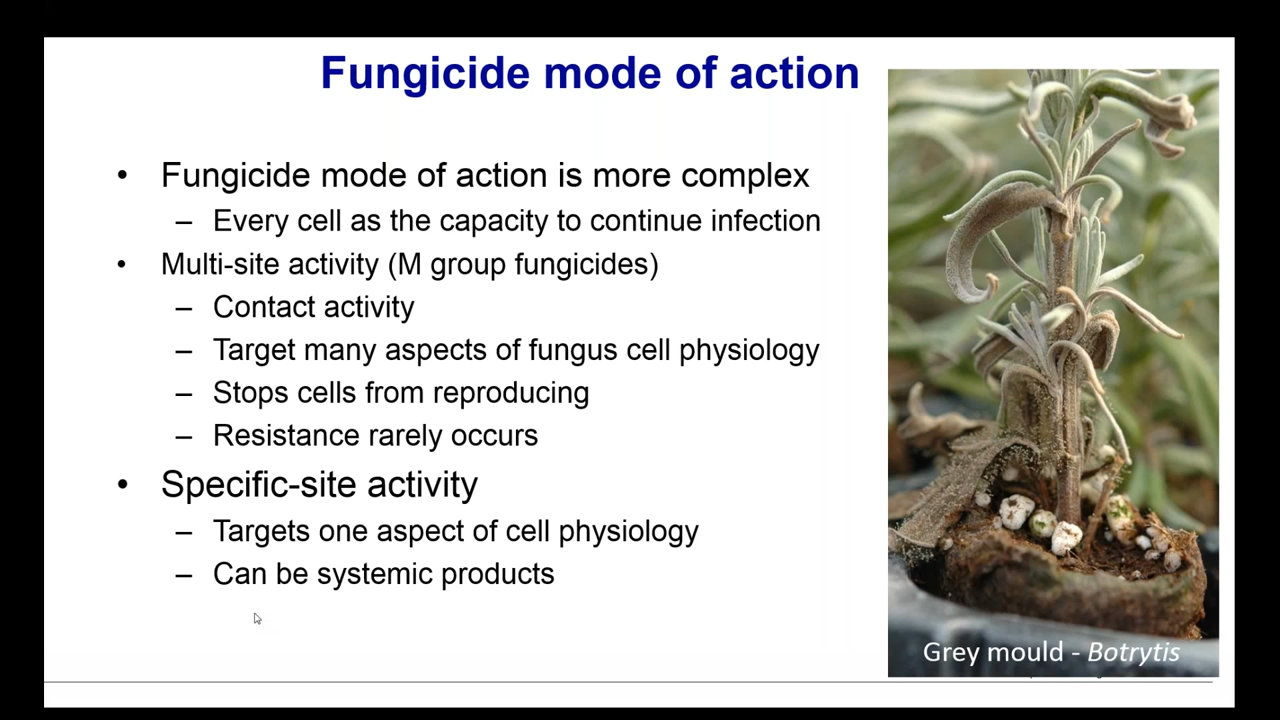 Fungicide mode of action
• Fungicide mode of action is more complex
– Every cell as the capacity to continue infection
• Multi-site activity (M group fungicides)
– Contact activity
– Target many aspects of fungus cell physiology
– Stops cells from reproducing
– Resistance rarely occurs
• Specific-site activity
– Targets one aspect of cell physiology
– Can be systemic products
Grey mould - Botrytis